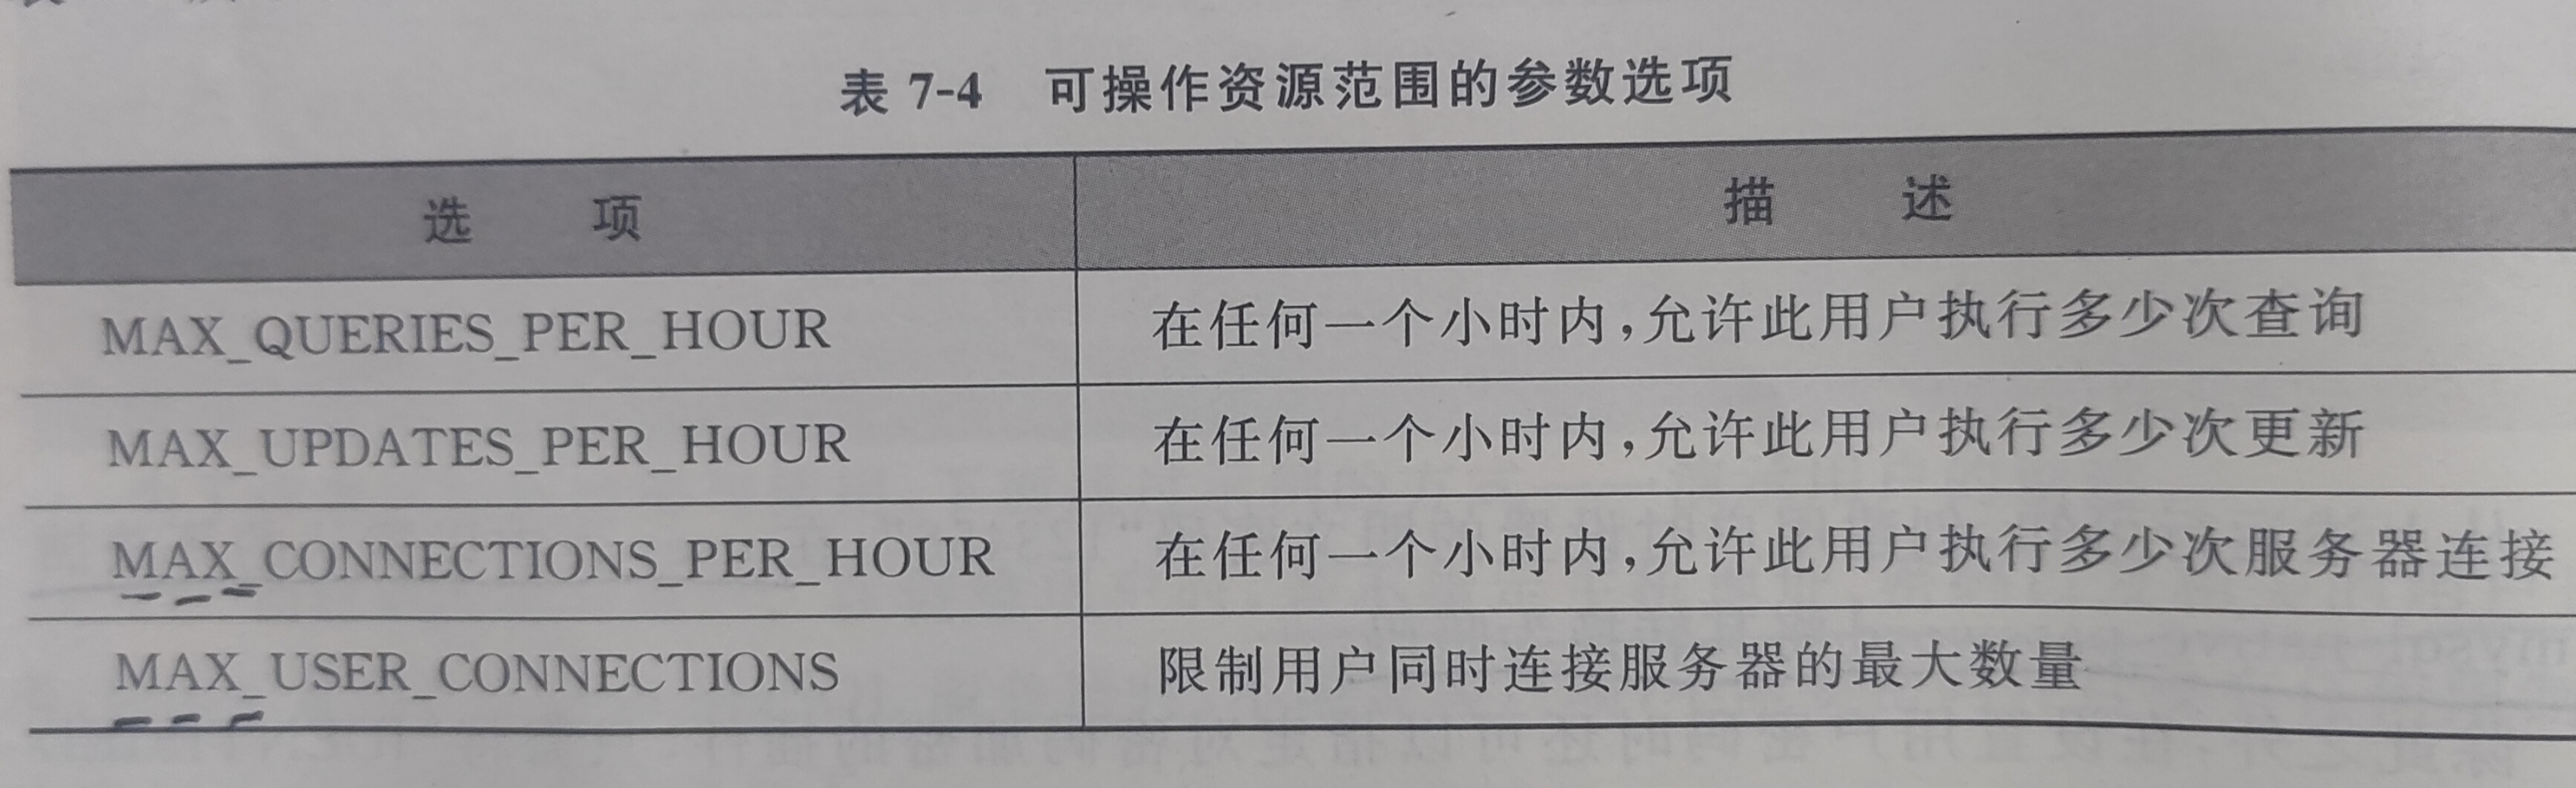 表 7-4 可操作资源范围的参数选项
选 项 描 述
MAX_QUERIES_PER_HOUR 在任何一个小时内,允许此用户执行多少次查询
MAX_UPDATES_PER_HOUR 在任何一个小时内,允许此用户执行多少次更新
MAX_CONNECTIONS_PER_HOUR 在任何一个小时内,允许此用户执行多少次服务器连接
MAX_USER_CONNECTIONS 限制用户同时连接服务器的最大数量